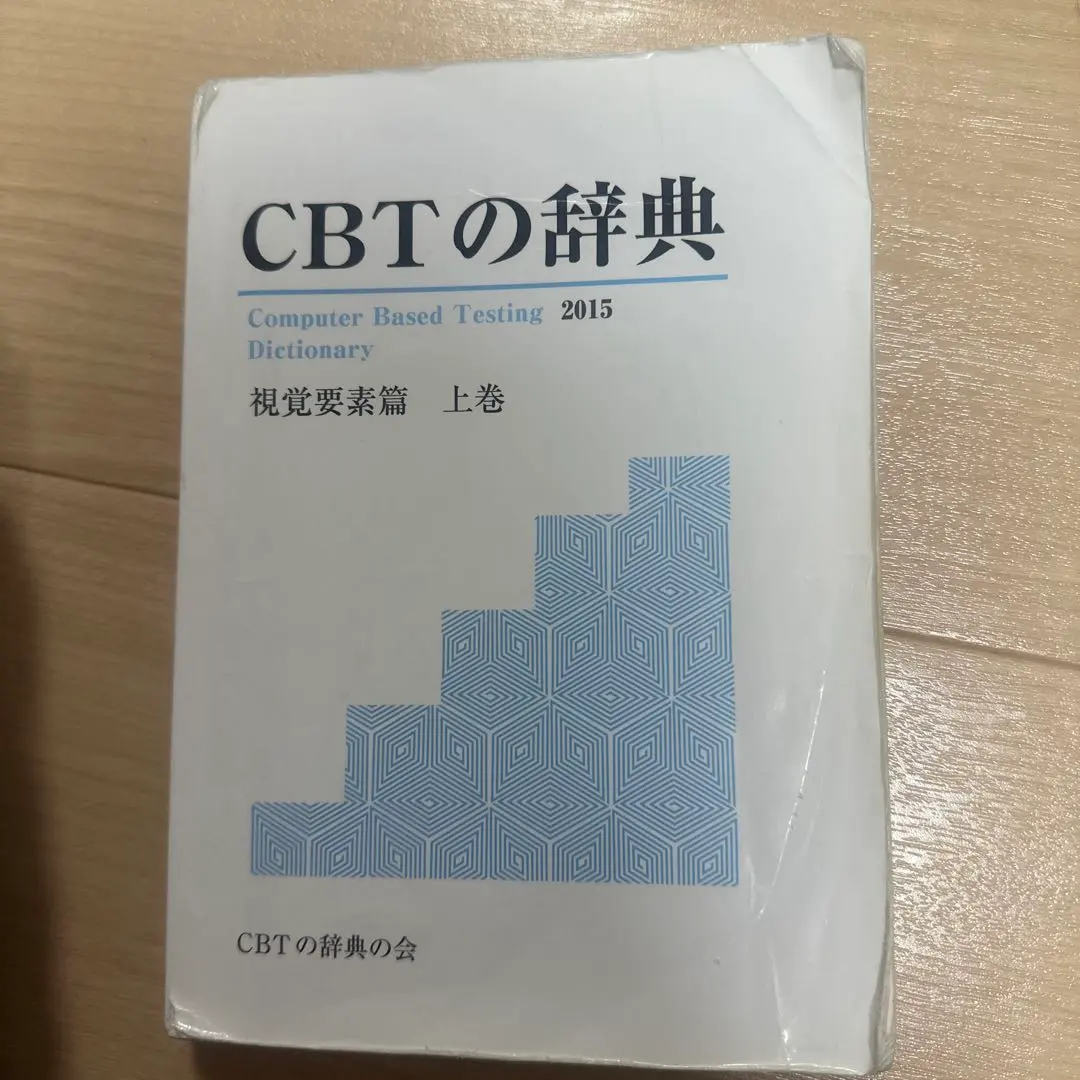 CBTの辞典
Computer Based Testing 2015
Dictionary
視覚要素篇 上巻
CBTの辞典の会